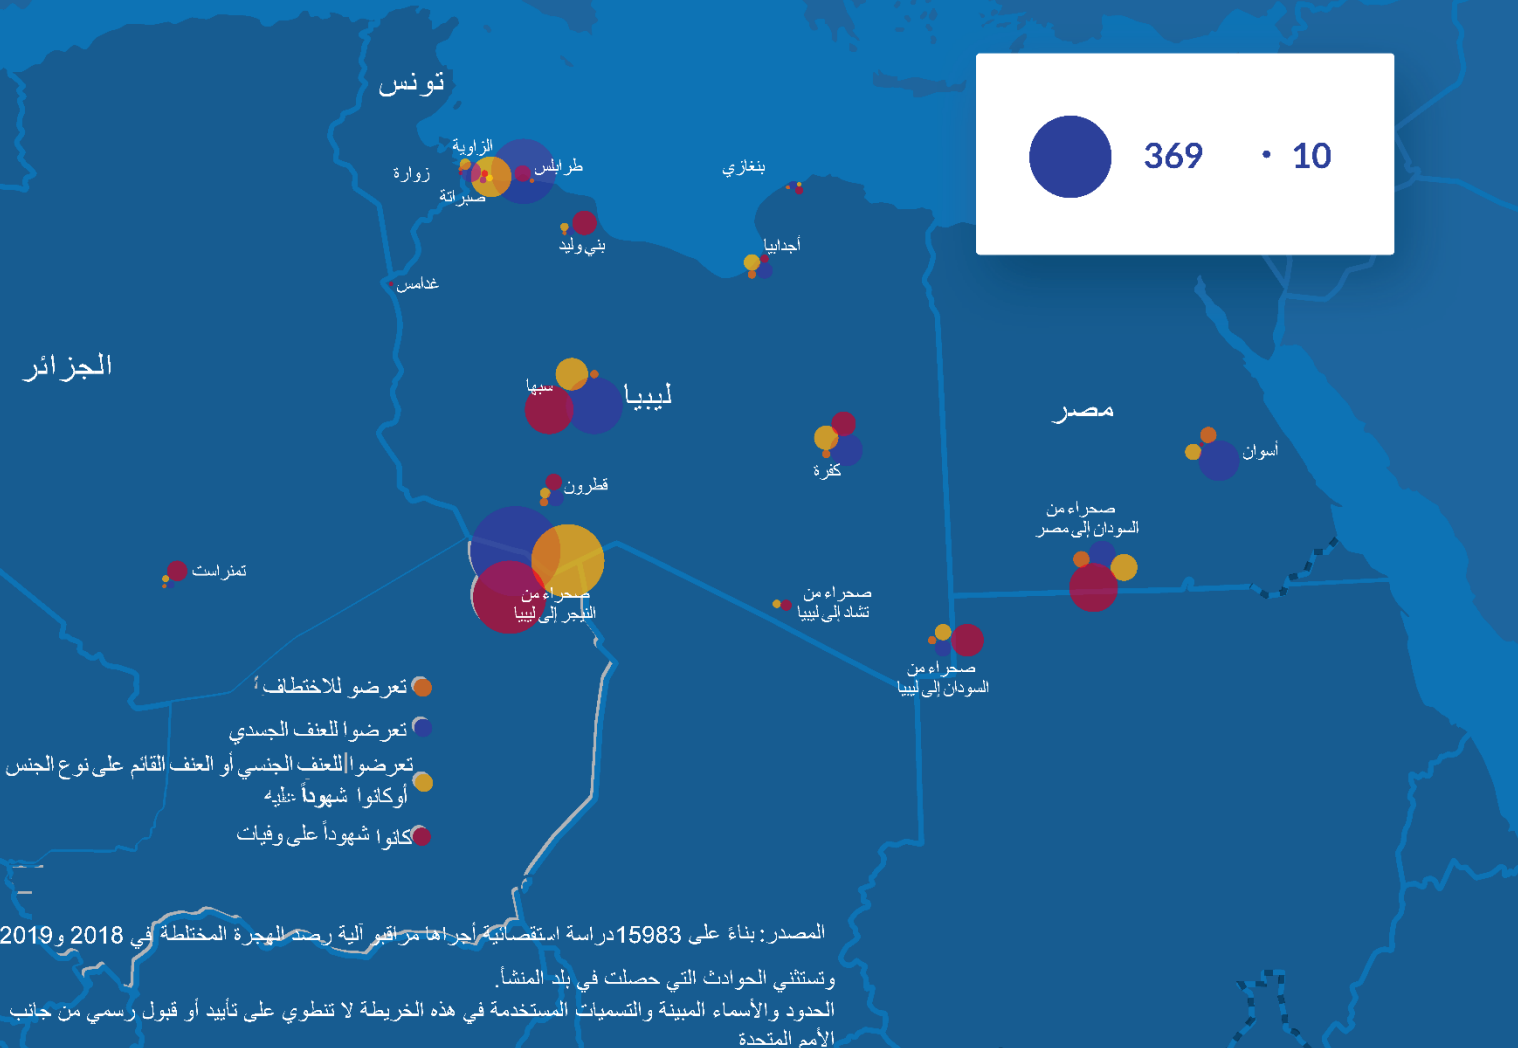 تونس
369
10
الزاوية
زوارة
طرابلس
صبراتة
بنغازي
بني وليد
أجدابيا
غدامس
الجزائر
سبها
ليبيا
مصر
أسوان
كفرة
قطرون
صحراء من
السودان إلى مصر
تمنراست
صحراء من
النيجر إلى ليبيا
صحراء من
تشاد إلى ليبيا
صحراء من
السودان إلى ليبيا
تعرضو للاختطاف
تعرضوا للعنف الجسدي
تعرضوا للعنف الجنسي أو العنف القائم على نوع الجنس
أوكانوا شهوداً عليه
كانوا شهوداً على وفيات
المصدر: بناءً على 15983دراسة استقصائية أجراها مراقبو آلية رصد الهجرة المختلطة في 2018 و2019
وتستثني الحوادث التي حصلت في بلد المنشأ.
الحدود والأسماء المبينة والتسميات المستخدمة في هذه الخريطة لا تنطوي على تأييد أو قبول رسمي من جانب
الأمم المتحدة